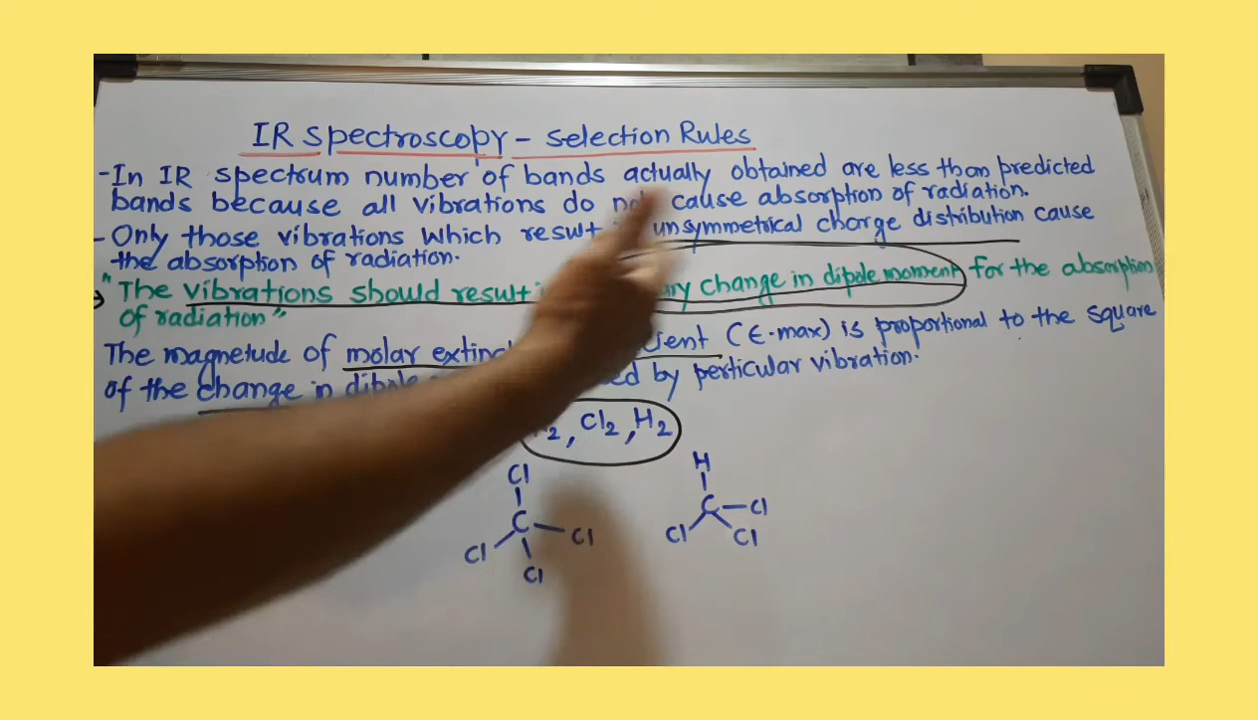 IR spectroscopy - selection Rules
- In IR spectrum number of bands actually obtained are less than predicted
bands because all vibrations do not cause absorption of radiation.
- Only those vibrations which result unsymmetrical charge distribution cause
the absorption of radiation.
"The vibrations should result change in dipole moment for the absorption
of radiation"
The magnetude of molar (ϵ-max) is proportional to the square
of the change in by perticular vibration.
, Cl2, H2
Cl H
C C Cl
Cl Cl Cl Cl
Cl